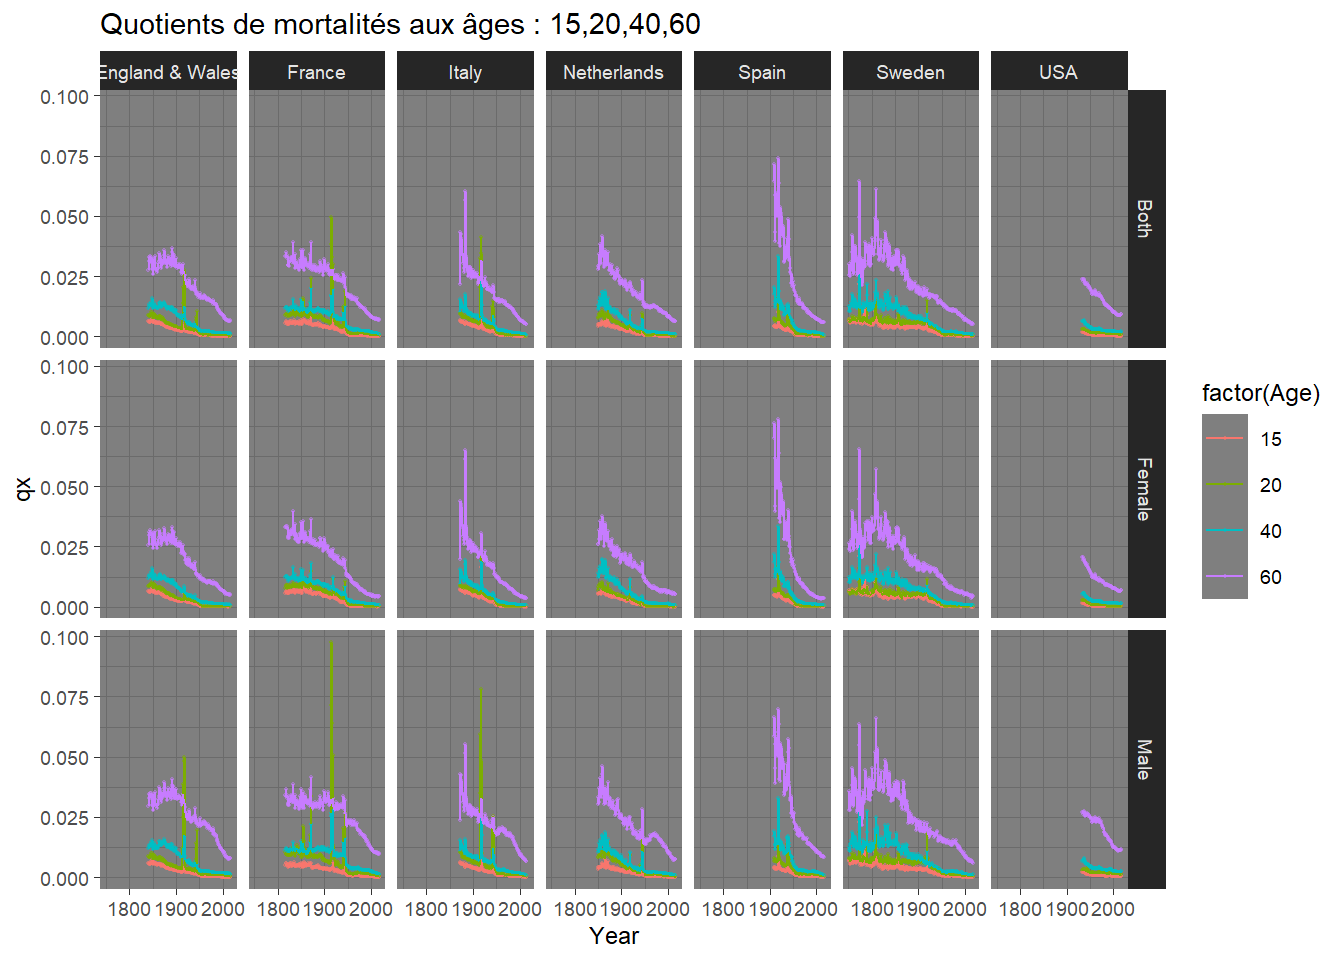 Quotients de mortalités aux âges : 15,20,40,60
England & Wales France Italy Netherlands Spain Sweden USA
0.100
0.075
0.050
0.025
0.000
Both
0.100
0.075
0.050
0.025
0.000
Female
0.100
0.075
0.050
0.025
0.000
Male
qx
1800 1900 2000 1800 1900 2000 1800 1900 2000 1800 1900 2000 1800 1900 2000 1800 1900 2000 1800 1900 2000
Year
factor(Age)
15
20
40
60